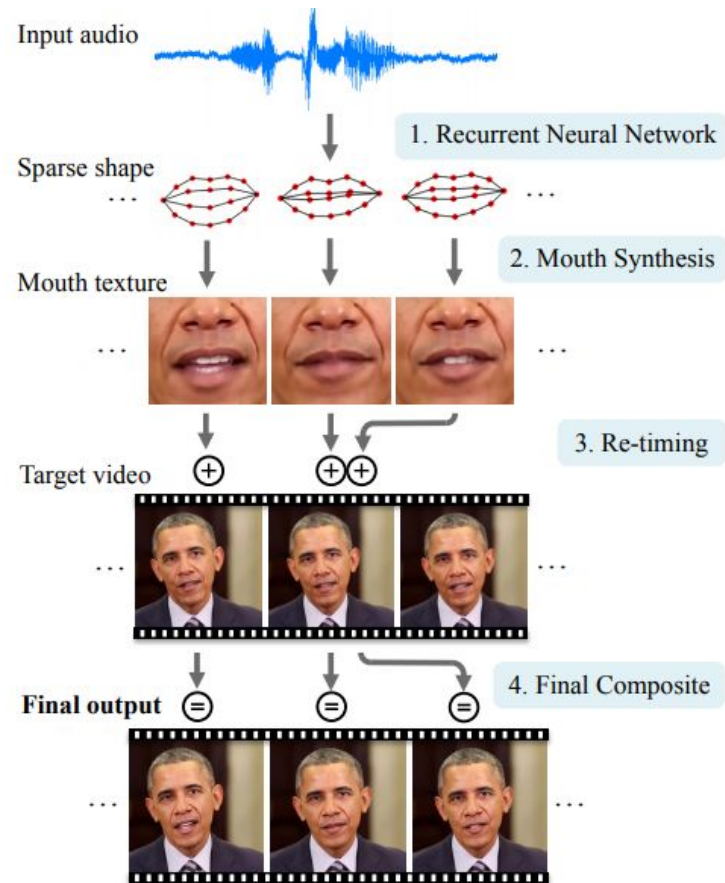 Input audio
1. Recurrent Neural Network
Sparse shape
... ...
2. Mouth Synthesis
Mouth texture
... ...
3. Re-timing
+ + +
Target video
... ...
4. Final Composite
Final output
= = =
... ...